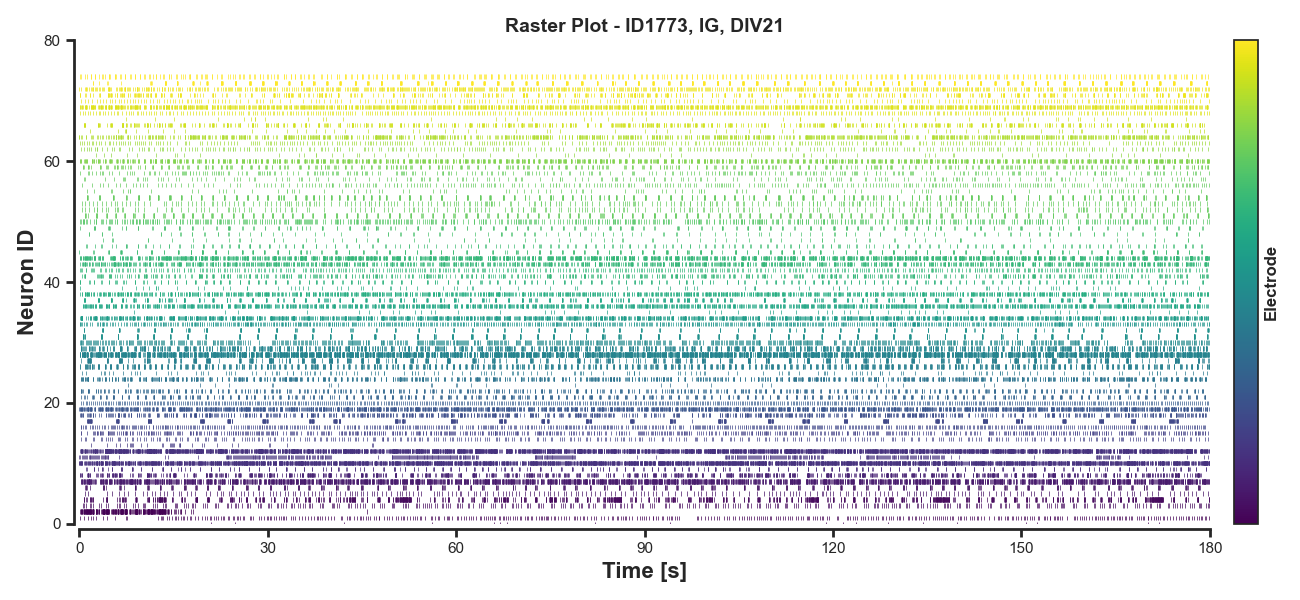 Raster Plot - ID1773, IG, DIV21
80
60
40
20
0
Neuron ID
0 30 60 90 120 150 180
Time [s]
Electrode